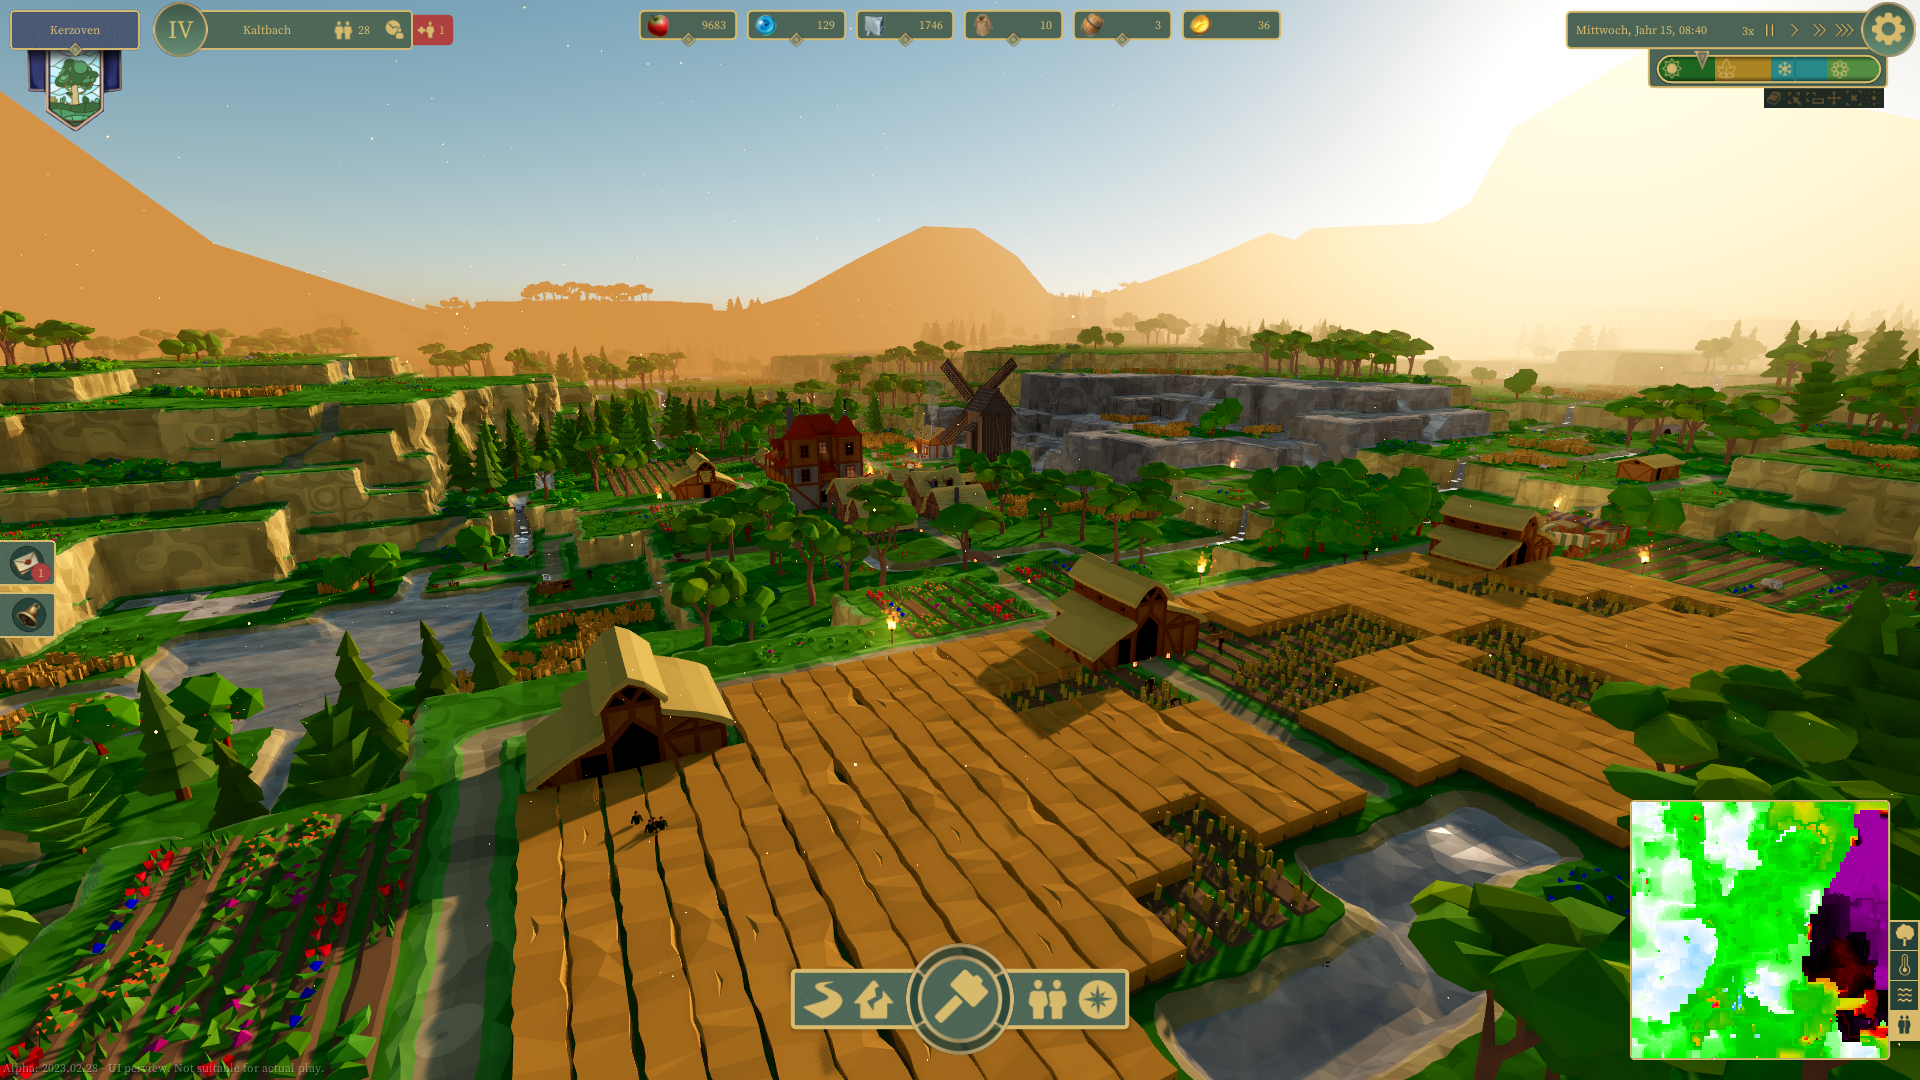 Kerzoven
IV Kaltbach 28 1
9683 129 1746 10 3 36
Mittwoch, Jahr 15, 08:40 3x
1
Alpha: 2023.02.28 - UI perview. Not suitable for actual play.